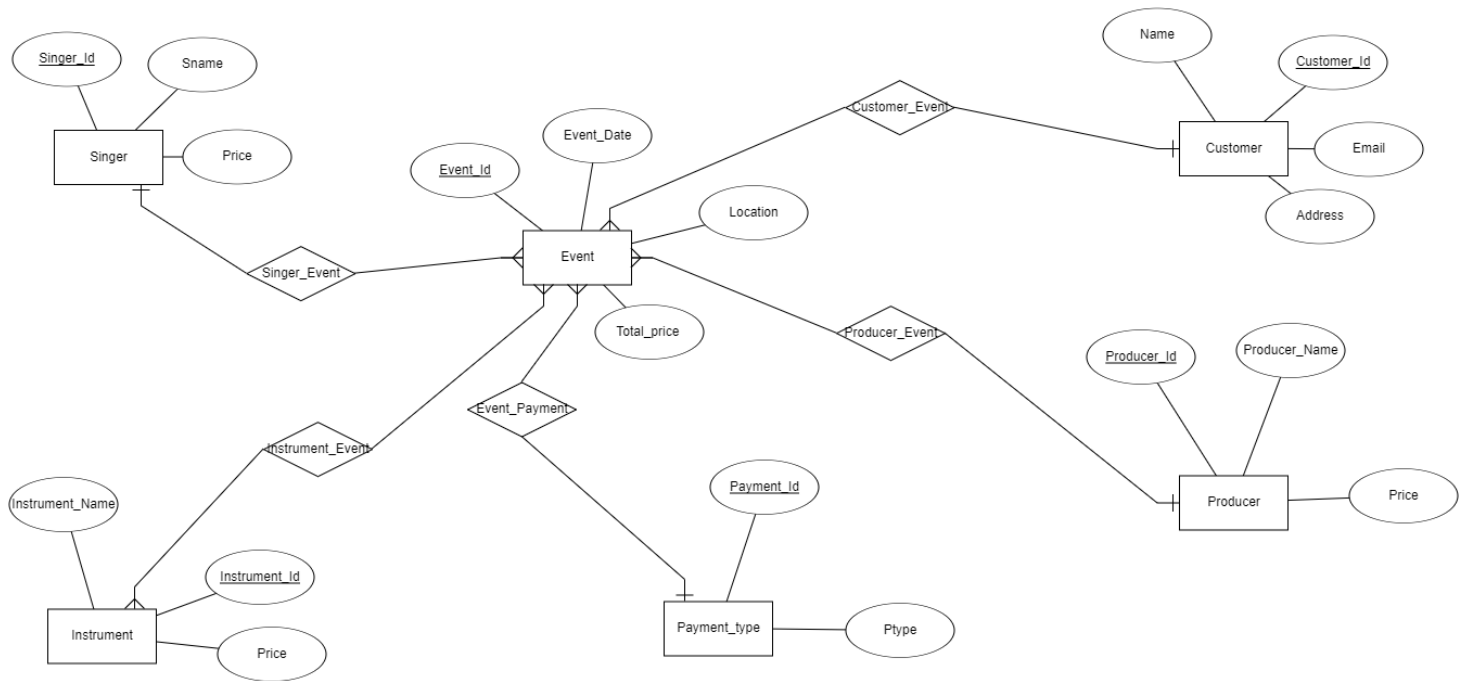 Singer_Id
Sname
Singer
Price
Singer_Event
Event_Id
Event_Date
Location
Event
Total_price
Customer_Event
Name
Customer_Id
Customer
Email
Address
Producer_Event
Producer_Id
Producer_Name
Producer
Price
Event_Payment
Instrument_Event
Instrument_Name
Instrument_Id
Instrument
Price
Payment_Id
Payment_type
Ptype